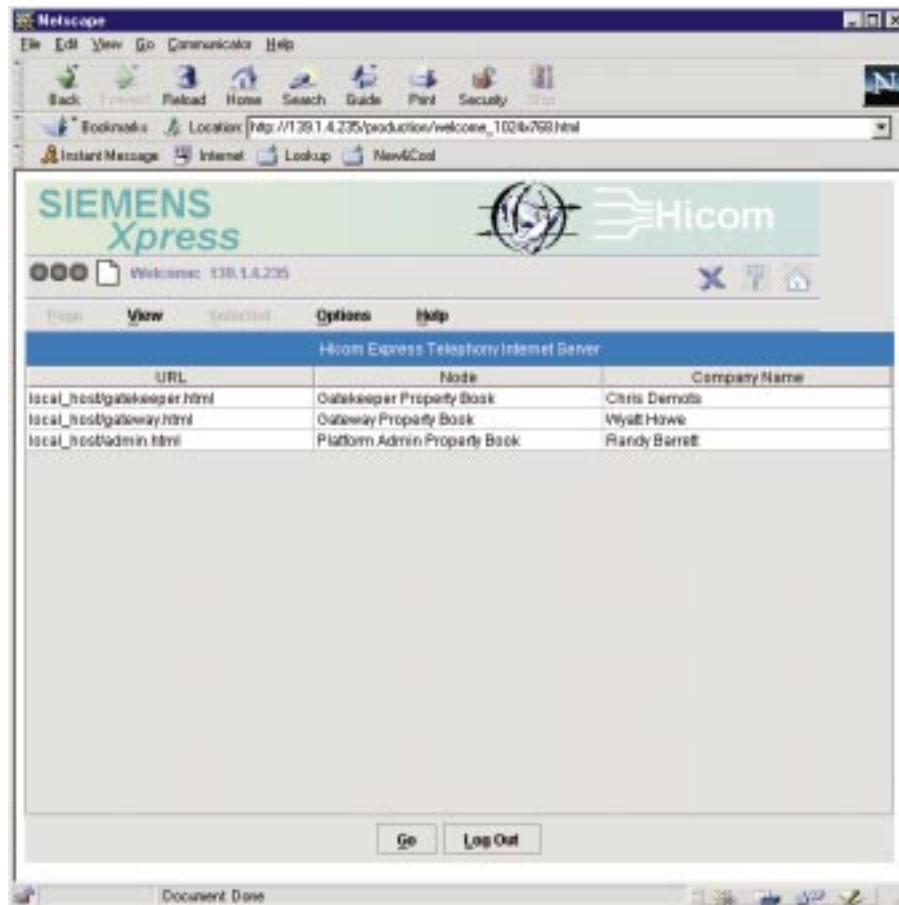 Netscape
File Edit View Go Communicator Help
Back Forward Reload Home Search Guide Print Security Stop
Bookmarks Location: http://139.1.4.235/production/welcome_1024x768.html
Instant Message Internet Lookup New&Cool
SIEMENS
Xpress
Hicom
Welcome: 139.1.4.235
Page View Selected Options Help
Hicom Express Telephony Internet Server
URL Node Company Name
local_host/gatekeeper.html Gatekeeper Property Book Chris Demots
local_host/gateway.html Gateway Property Book Wyatt Howe
local_host/admin.html Platform Admin Property Book Randy Barrett
Go Log Out
Document Done